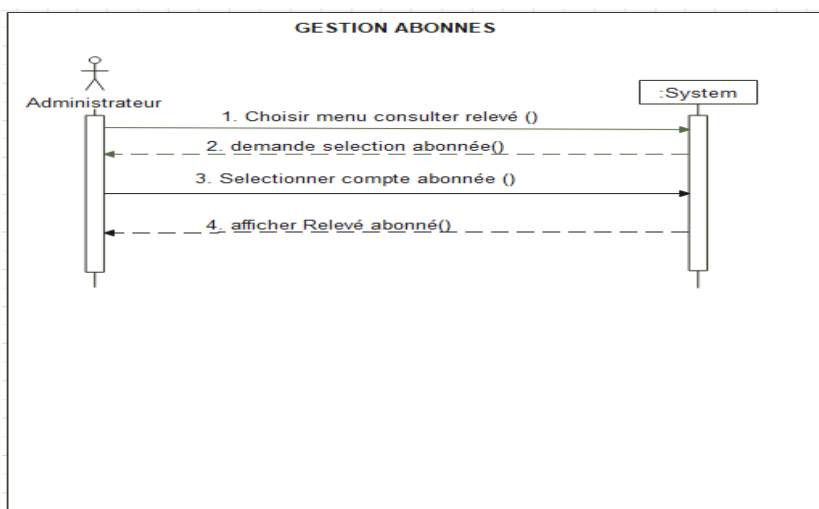 GESTION ABONNES
Administrateur
:System
1. Choisir menu consulter relevé ()
2. demande selection abonnée()
3. Selectionner compte abonnée ()
4. afficher Relevé abonné()